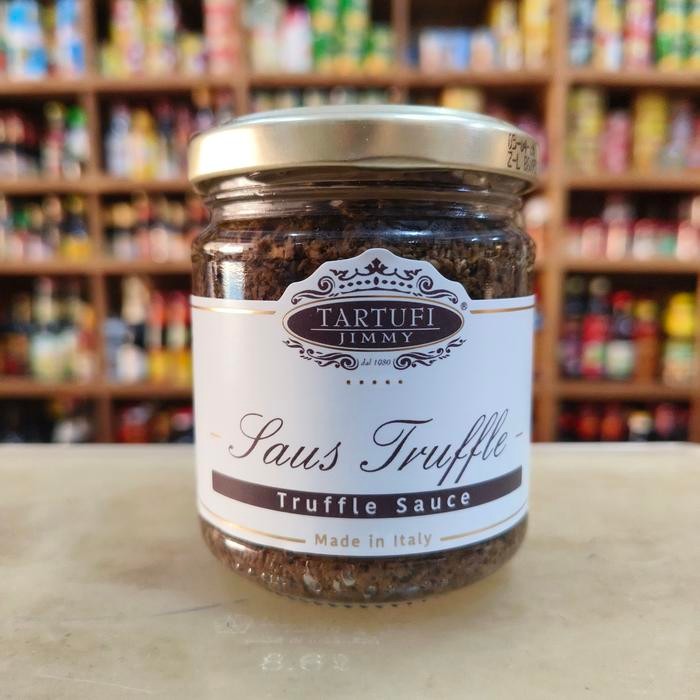 TARTUFI
®
JIMMY
dal 1980
Saus Truffle
Truffle Sauce
Made in Italy